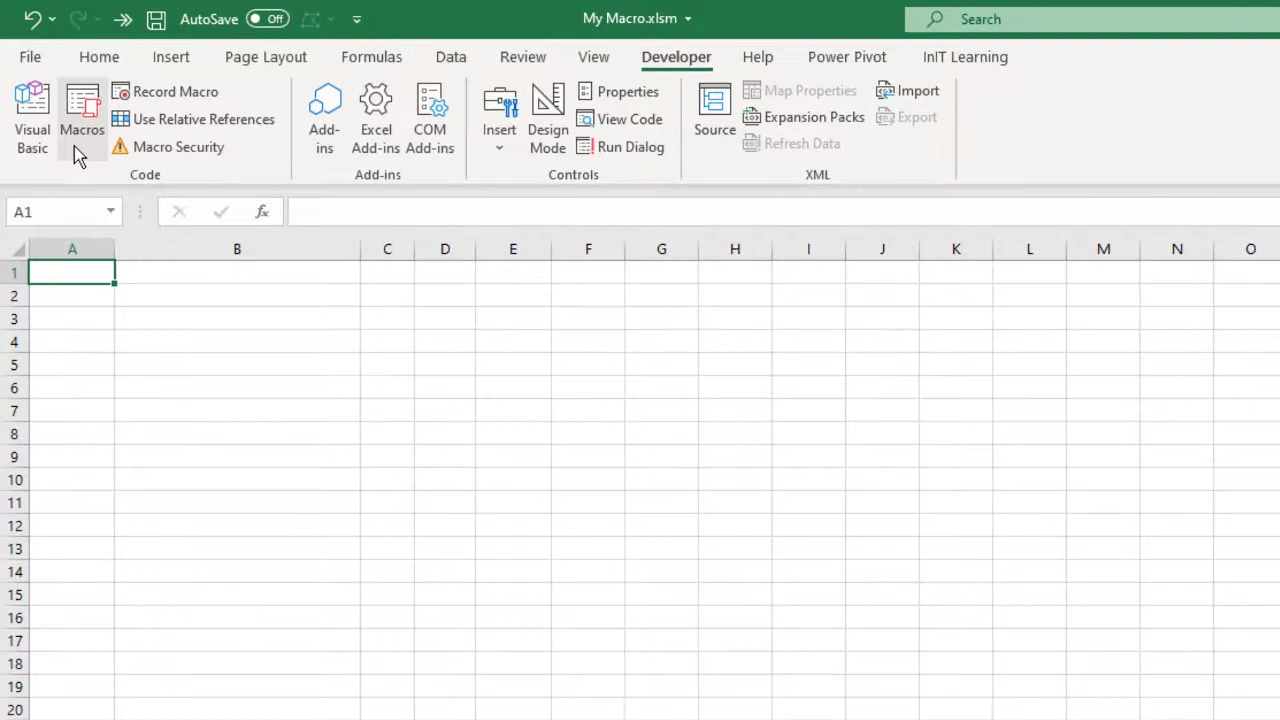 AutoSave Off My Macro.xlsm Search
File Home Insert Page Layout Formulas Data Review View Developer Help Power Pivot InIT Learning
Visual Basic
Macros
Record Macro
Use Relative References
Macro Security
Code
Add-ins
Excel Add-ins
COM Add-ins
Add-ins
Insert
Design Mode
Properties
View Code
Run Dialog
Controls
Source
Map Properties
Expansion Packs
Refresh Data
Import
Export
XML
A1 fx
A B C D E F G H I J K L M N O
1
2
3
4
5
6
7
8
9
10
11
12
13
14
15
16
17
18
19
20